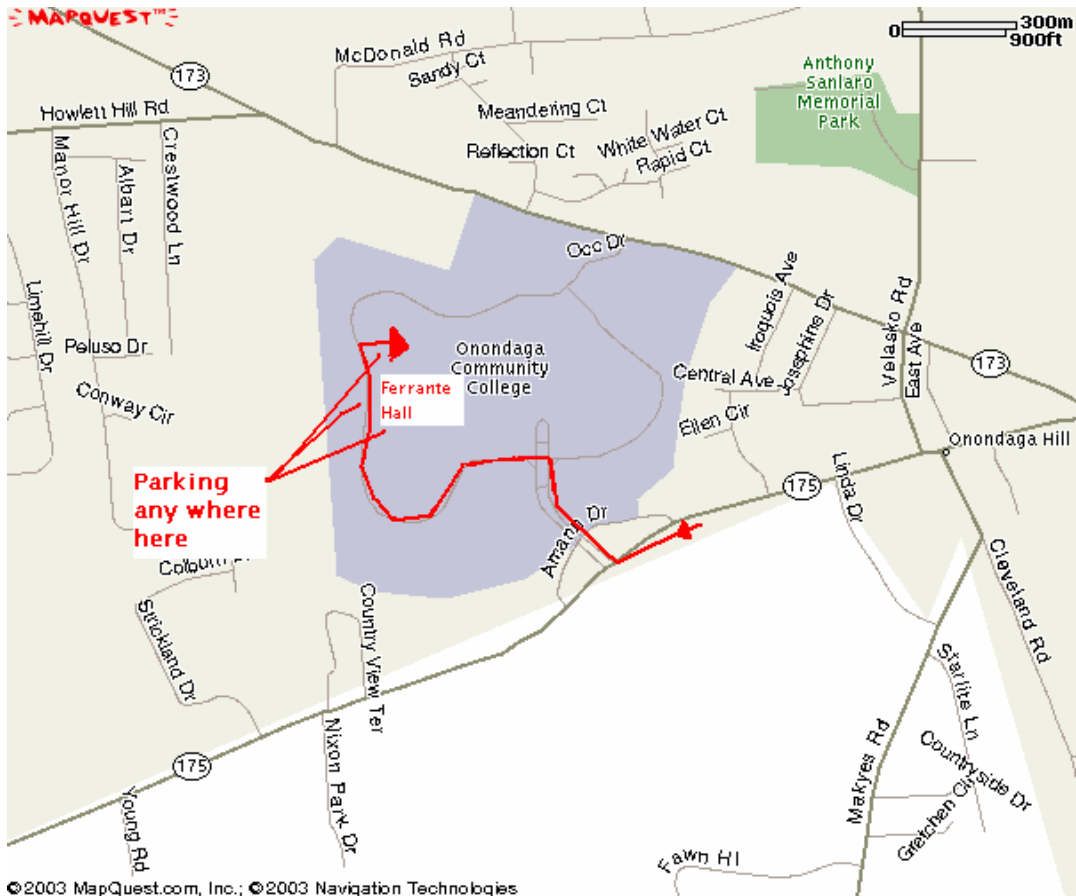 MAPQUEST™
300m
0
900ft
McDonald Rd
Sandy Ct
Anthony
Sanlaro
Memorial
Park
173
Howlett Hill Rd
Meandering Ct
White Water Ct
Reflection Ct
Rapid Ct
Manor Hill Dr
Albart Dr
Crestwood Ln
Occ Dr
Iroquois Ave
Josephine Dr
Velasko Rd
East Ave
173
Limehill Dr
Peluso Dr
Onondaga
Community
College
Central Ave
Ferrante
Hall
Conway Cir
Ellen Cir
Onondaga Hill
Parking
any where
here
175
Linda Dr
Amann Dr
Cleveland Rd
Strickland Dr
Country View Ter
Starlite Ln
175
Nixon Park Dr
Young Rd
Makyes Rd
Countryside Dr
Gretchen Cir
Fawn Hl
©2003 MapQuest.com, Inc.; ©2003 Navigation Technologies